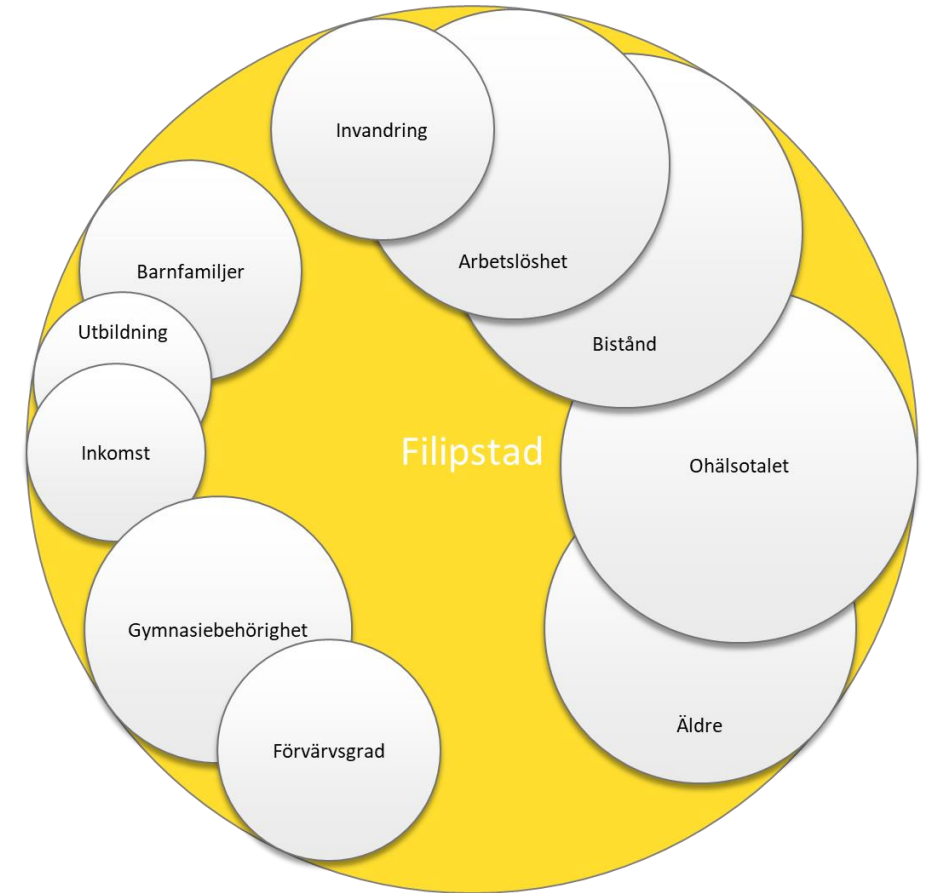 Invandring
Arbetslöshet
Barnfamiljer
Utbildning
Bistånd
Inkomst
Filipstad
Ohälsotalet
Gymnasiebehörighet
Äldre
Förvärvsgrad